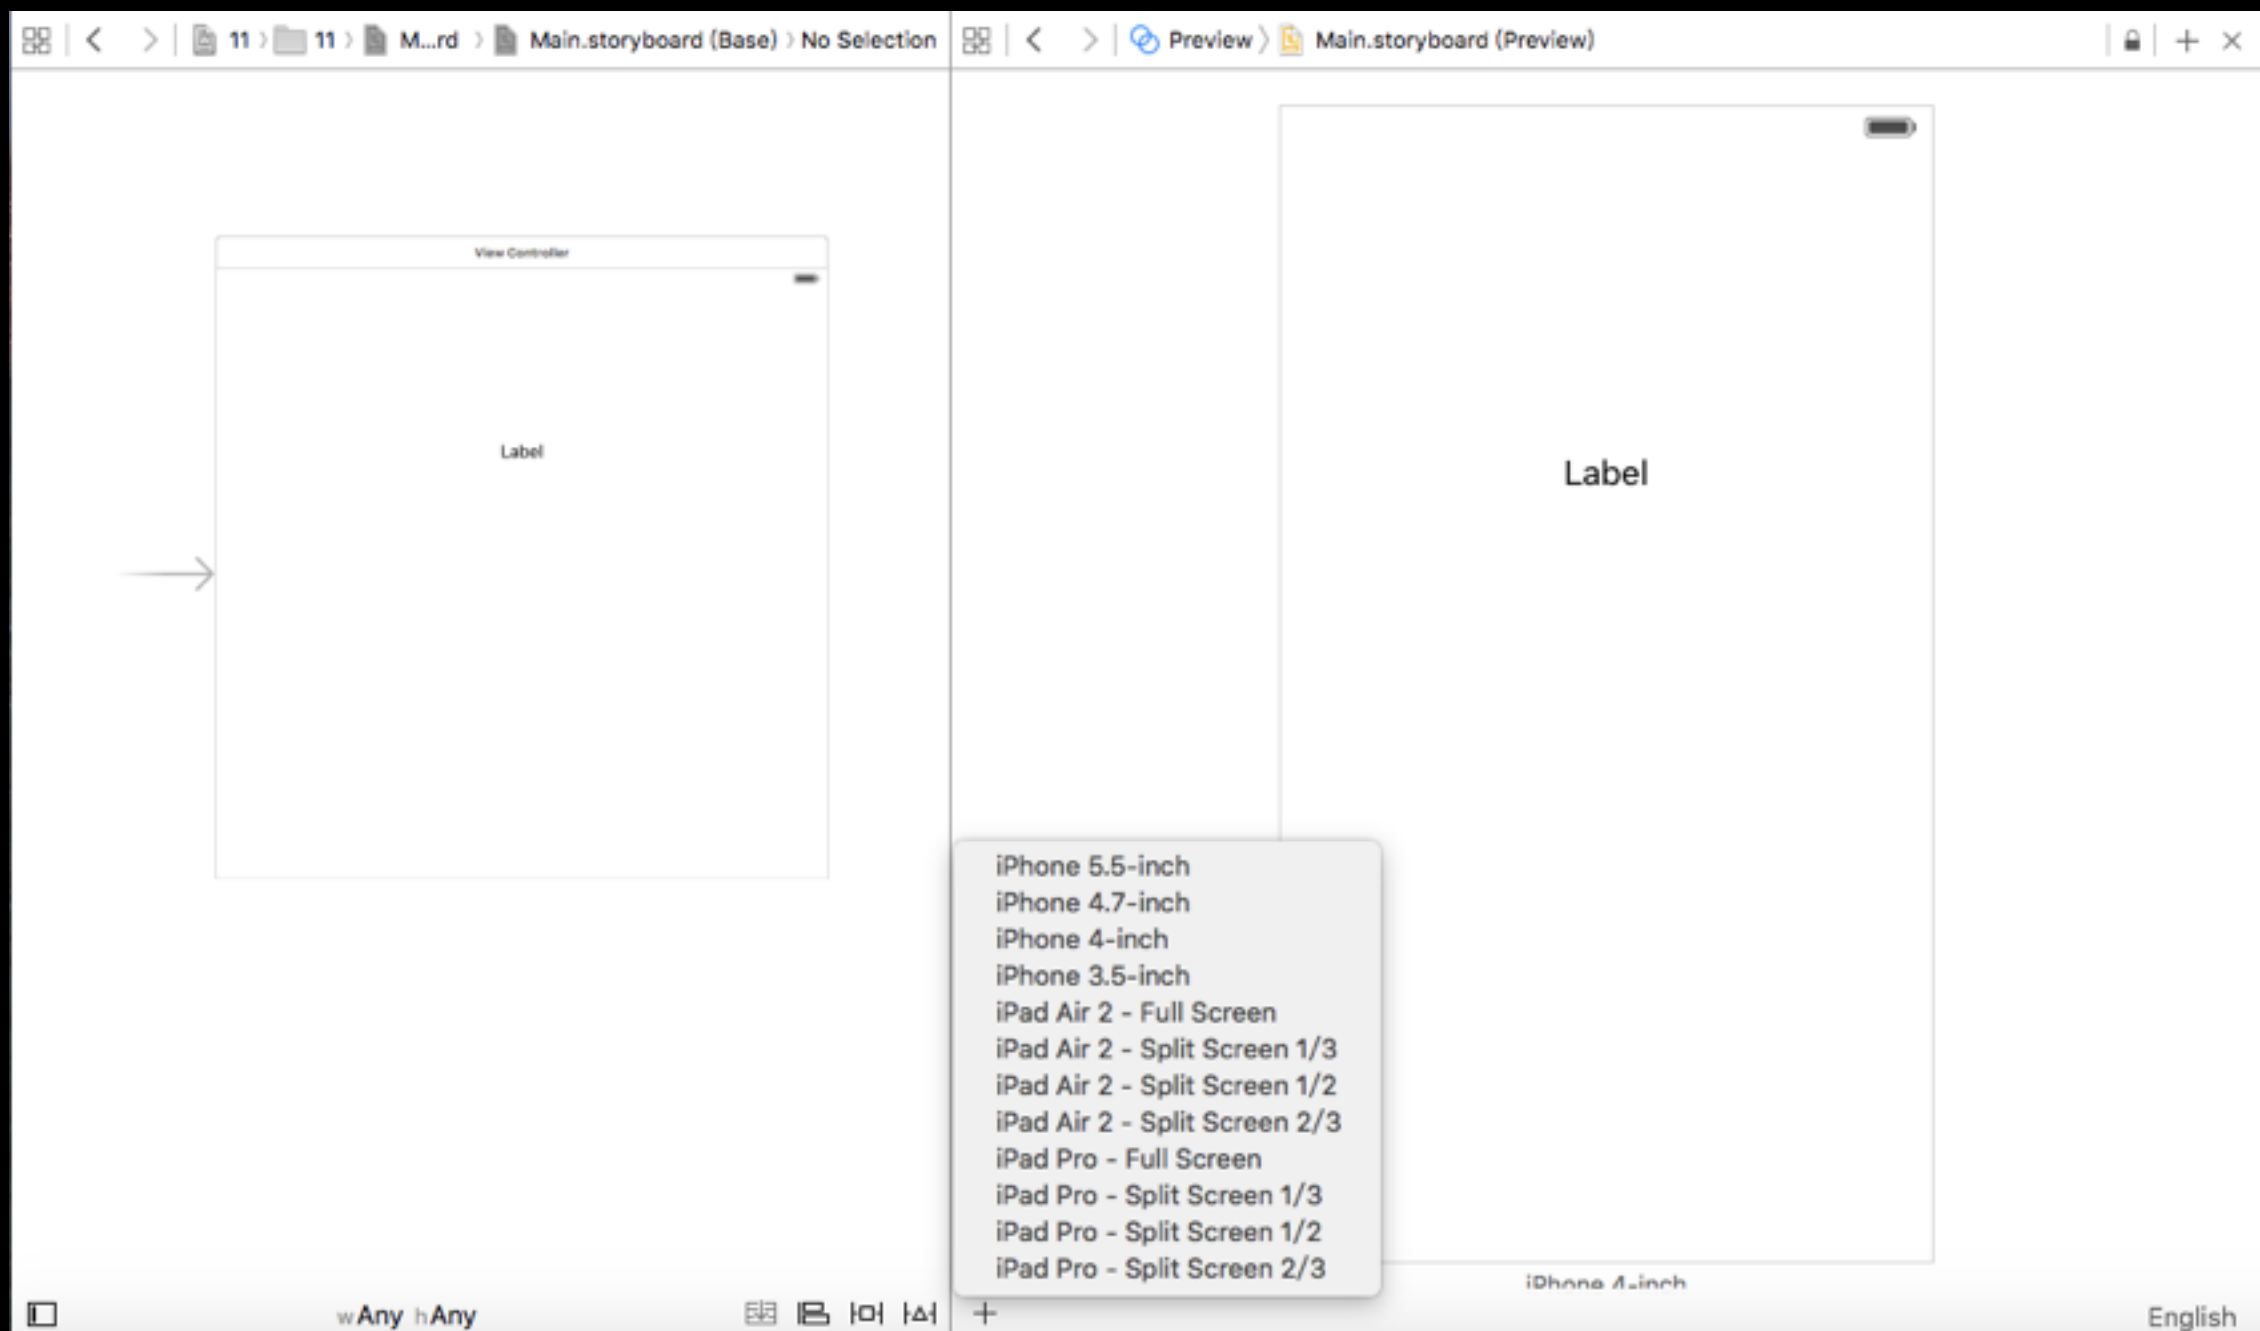 11 11 M...rd Main.storyboard (Base) No Selection
Preview Main.storyboard (Preview)
View Controller
Label
Label
iPhone 5.5-inch
iPhone 4.7-inch
iPhone 4-inch
iPhone 3.5-inch
iPad Air 2 - Full Screen
iPad Air 2 - Split Screen 1/3
iPad Air 2 - Split Screen 1/2
iPad Air 2 - Split Screen 2/3
iPad Pro - Full Screen
iPad Pro - Split Screen 1/3
iPad Pro - Split Screen 1/2
iPad Pro - Split Screen 2/3
iPhone 4-inch
wAny hAny
English